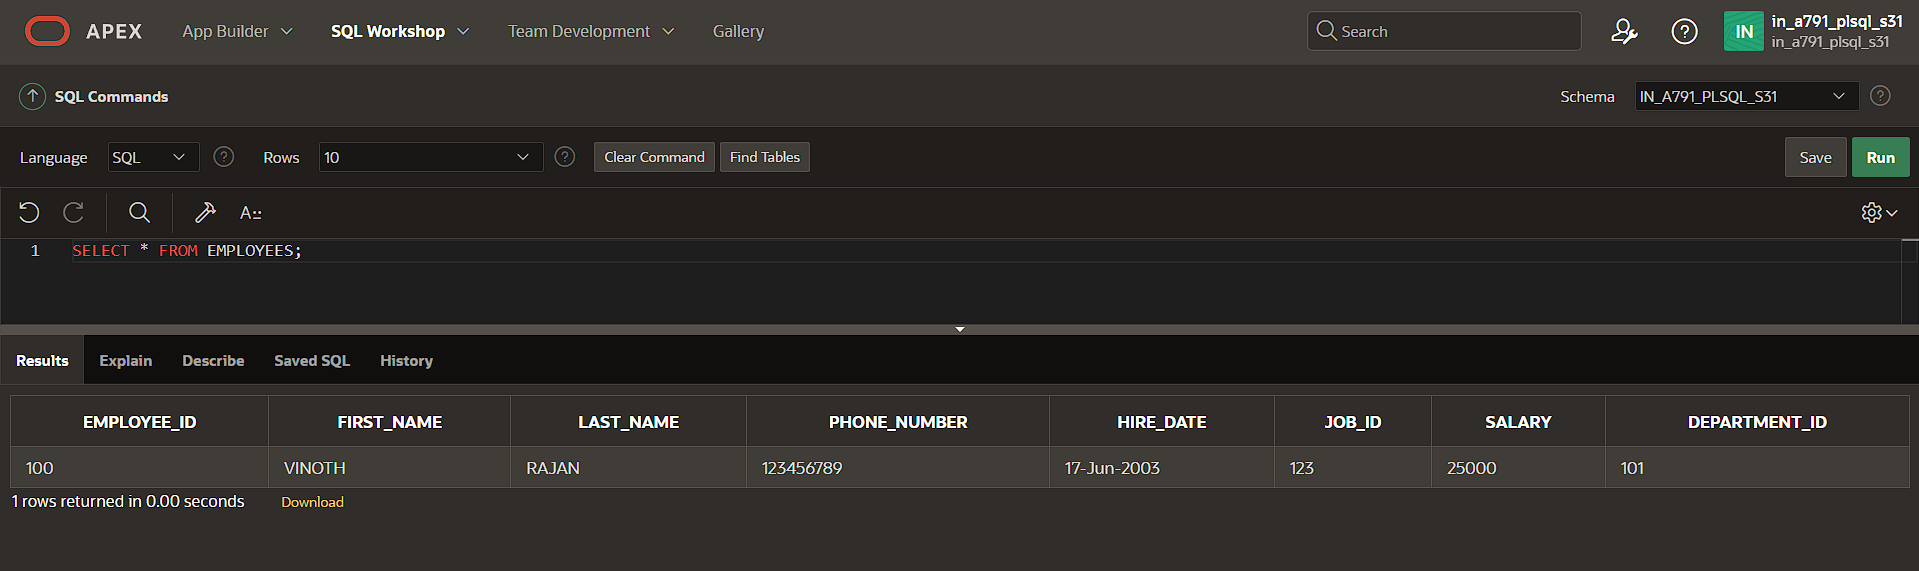 APEX App Builder SQL Workshop Team Development Gallery Search IN in_a791_plsql_s31
in_a791_plsql_s31
SQL Commands Schema IN_A791_PLSQL_S31
Language SQL Rows 10 Clear Command Find Tables Save Run
A::
1 SELECT * FROM EMPLOYEES;
Results Explain Describe Saved SQL History
EMPLOYEE_ID FIRST_NAME LAST_NAME PHONE_NUMBER HIRE_DATE JOB_ID SALARY DEPARTMENT_ID
100 VINOTH RAJAN 123456789 17-Jun-2003 123 25000 101
1 rows returned in 0.00 seconds Download